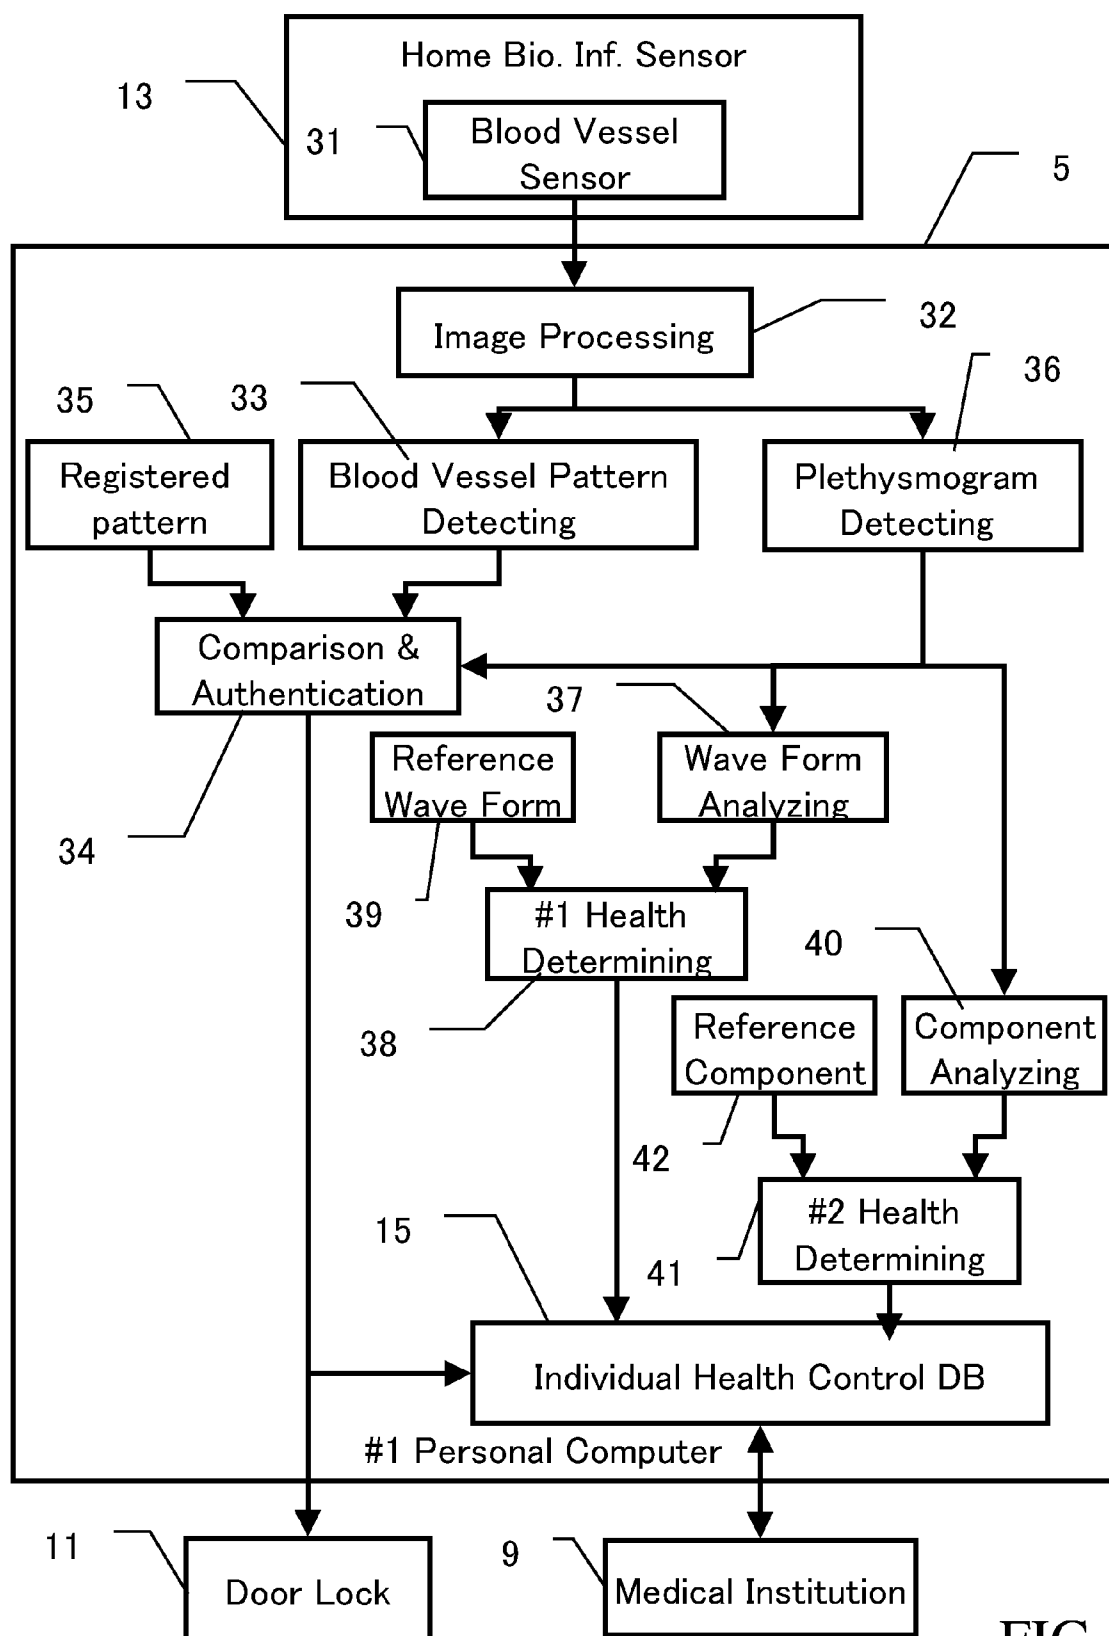 Home Bio. Inf. Sensor
13
31
Blood Vessel
Sensor
5
Image Processing
32
35
33
36
Registered
pattern
Blood Vessel Pattern
Detecting
Plethysmogram
Detecting
Comparison &
Authentication
34
37
Reference
Wave Form
Wave Form
Analyzing
39
#1 Health
Determining
38
40
Reference
Component
Component
Analyzing
42
#2 Health
Determining
41
15
Individual Health Control DB
#1 Personal Computer
11
Door Lock
9
Medical Institution